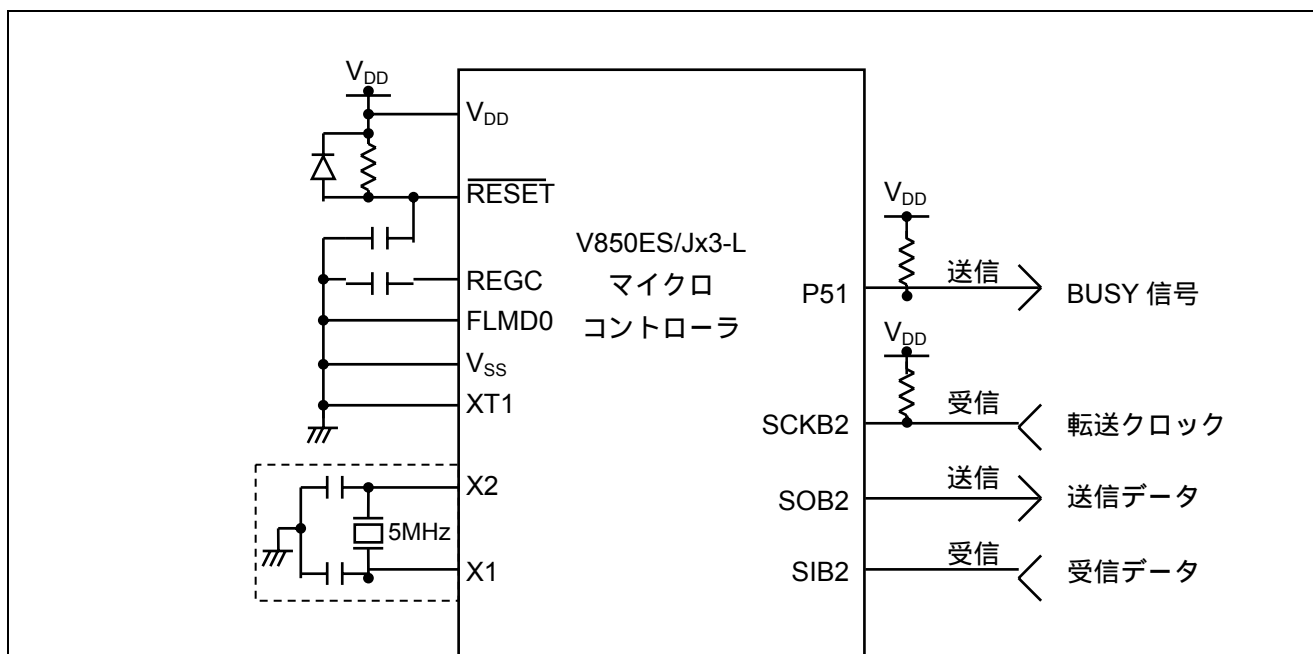 VDD
VDD
RESET
REGC
FLMD0
VSS
XT1
X2
5MHz
X1
V850ES/Jx3-L
マイクロ
コントローラ
VDD
P51
送信
BUSY 信号
VDD
SCKB2
受信
転送クロック
SOB2
送信
送信データ
SIB2
受信
受信データ